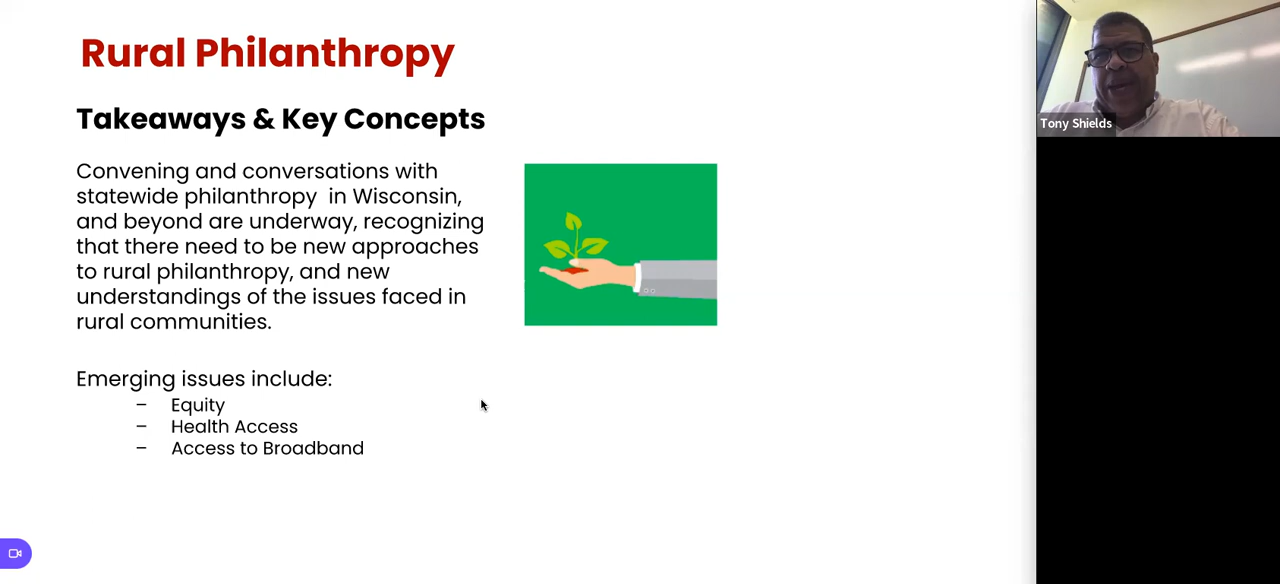 Rural Philanthropy
Takeaways & Key Concepts
Convening and conversations with
statewide philanthropy  in Wisconsin,
and beyond are underway, recognizing
that there need to be new approaches
to rural philanthropy, and new
understandings of the issues faced in
rural communities.
Emerging issues include:
– Equity
– Health Access
– Access to Broadband
Tony Shields